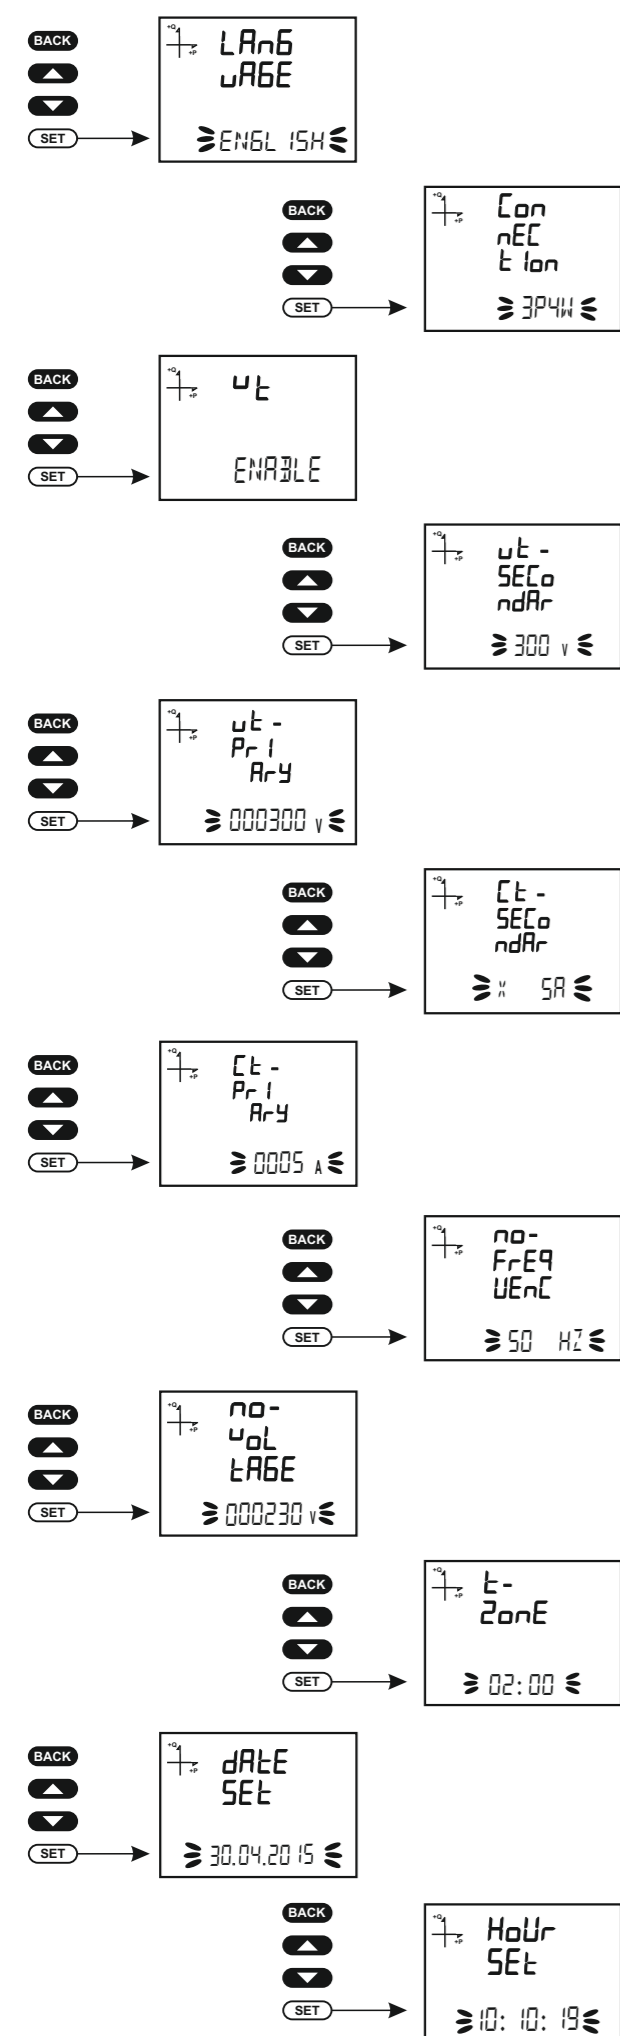 BACK
SET
+Q
+P
LAnG
uAGE
ENGLISH
BACK
SET
+Q
+P
Con
nEC
tIon
3P4W
BACK
SET
+Q
+P
ut
ENABLE
BACK
SET
+Q
+P
ut-
SECo
ndAr
300 V
BACK
SET
+Q
+P
ut-
PrI
ArY
000300 V
BACK
SET
+Q
+P
Ct-
SECo
ndAr
X 5A
BACK
SET
+Q
+P
Ct-
PrI
ArY
0005 A
BACK
SET
+Q
+P
no-
FrEq
UEnC
50 HZ
BACK
SET
+Q
+P
no-
uoL
tAGE
000230 V
BACK
SET
+Q
+P
t-
ZonE
02:00
BACK
SET
+Q
+P
dAtE
SEt
30.04.2015
BACK
SET
+Q
+P
HoUr
SEt
10:10:19